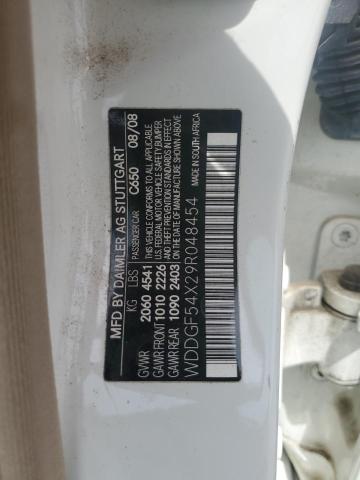 MFD BY DAIMLER AG STUTTGART
PASSENGER CAR C650 08/08
KG LBS
GVWR 2060 4541
GAWR FRONT 1010 2226
GAWR REAR 1090 2403
THIS VEHICLE CONFORMS TO ALL APPLICABLE
U.S. FEDERAL MOTOR VEHICLE SAFETY, BUMPER
AND THEFT PREVENTION STANDARDS IN EFFECT
ON THE DATE OF MANUFACTURE SHOWN ABOVE
WDDGF54X29R048454
MADE IN SOUTH AFRICA